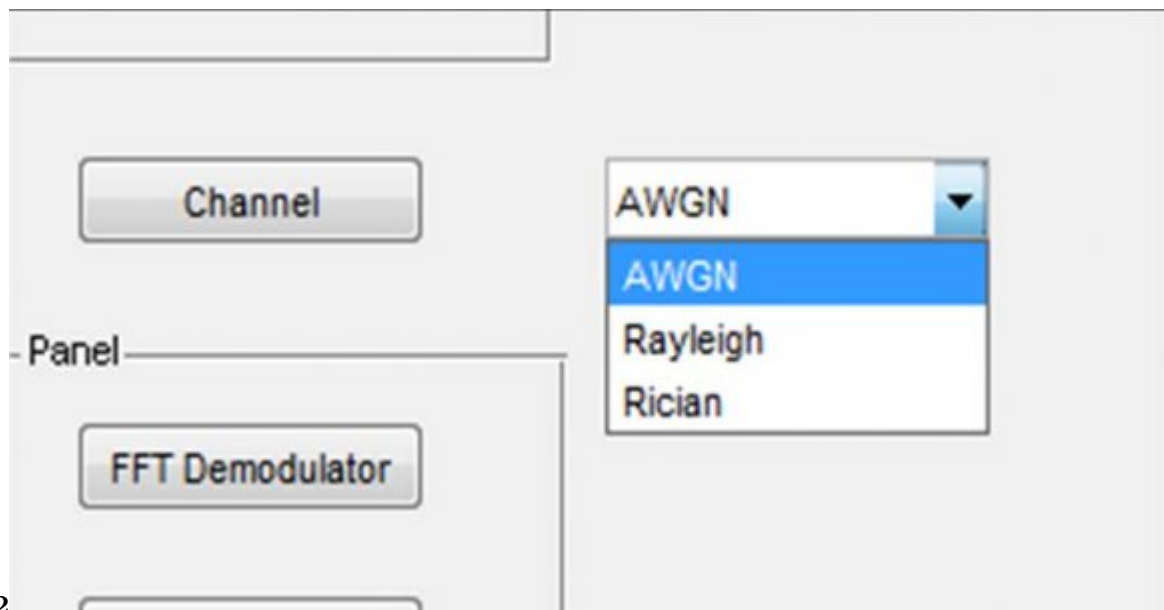 Channel
AWGN
AWGN
Rayleigh
Rician
Panel
FFT Demodulator